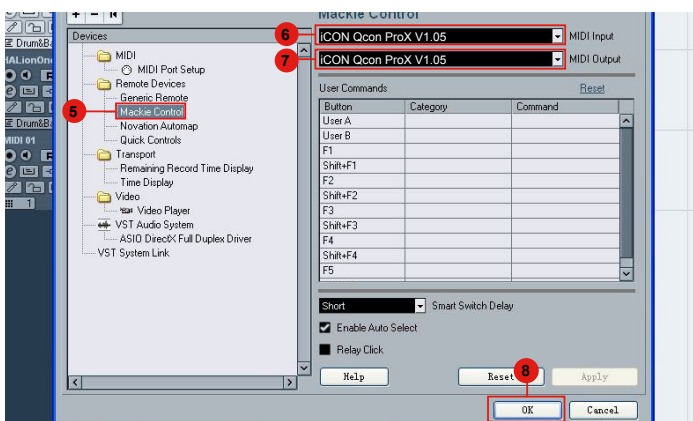 Mackie Control
Devices
6
iCON Qcon ProX V1.05
MIDI Input
Drum&B
MIDI
7
iCON Qcon ProX V1.05
MIDI Output
HALionOne
MIDI Port Setup
Remote Devices
User Commands
Reset
Generic Remote
Button
Category
Command
5
Mackie Control
User A
Drum&B
Novation Automap
User B
MIDI 01
Quick Controls
F1
Transport
Shift+F1
Remaining Record Time Display
F2
Time Display
Shift+F2
Video
1
Video Player
F3
VST Audio System
Shift+F3
ASIO DirectX Full Duplex Driver
F4
VST System Link
Shift+F4
F5
Short
Smart Switch Delay
Enable Auto Select
Relay Click
8
Help
Reset
Apply
OK
Cancel